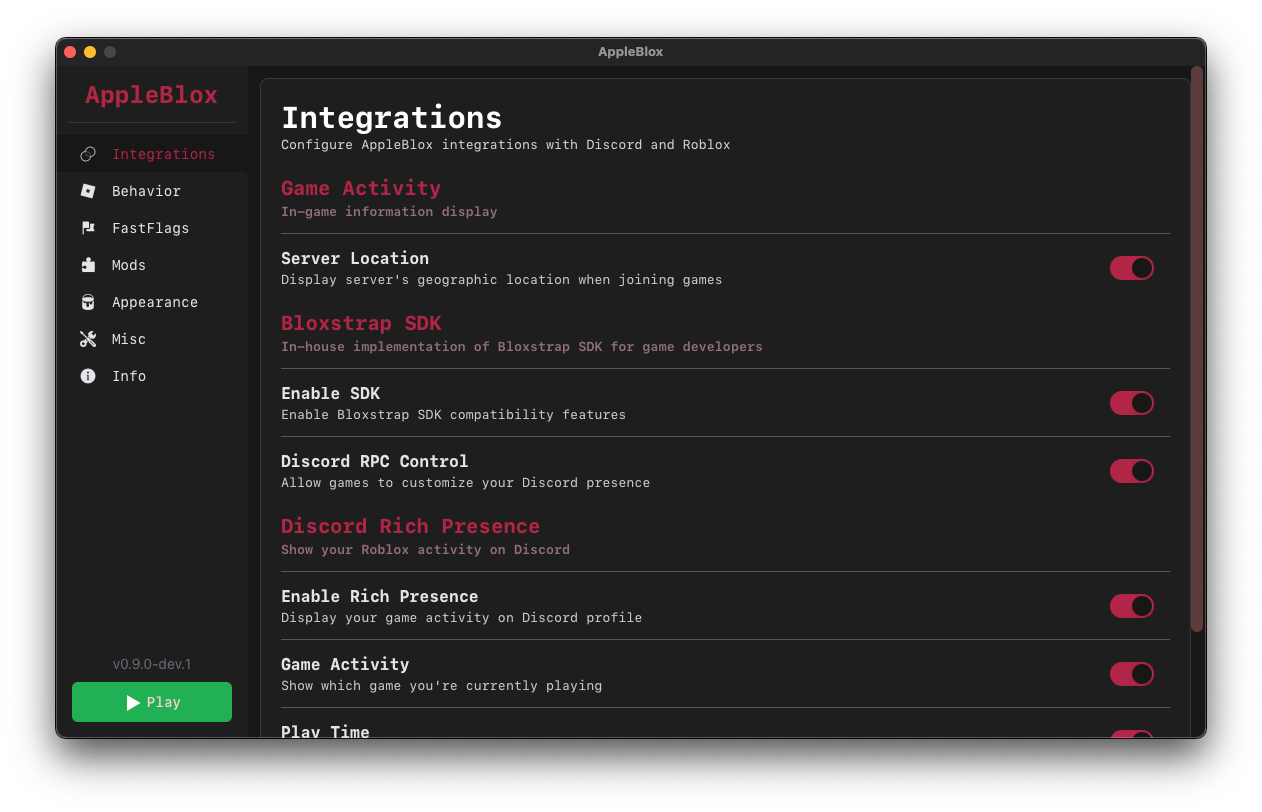 AppleBlox
AppleBlox
Integrations
Behavior
FastFlags
Mods
Appearance
Misc
Info
v0.9.0-dev.1
Play
Integrations
Configure AppleBlox integrations with Discord and Roblox
Game Activity
In-game information display
Server Location
Display server's geographic location when joining games
Bloxstrap SDK
In-house implementation of Bloxstrap SDK for game developers
Enable SDK
Enable Bloxstrap SDK compatibility features
Discord RPC Control
Allow games to customize your Discord presence
Discord Rich Presence
Show your Roblox activity on Discord
Enable Rich Presence
Display your game activity on Discord profile
Game Activity
Show which game you're currently playing
Play Time